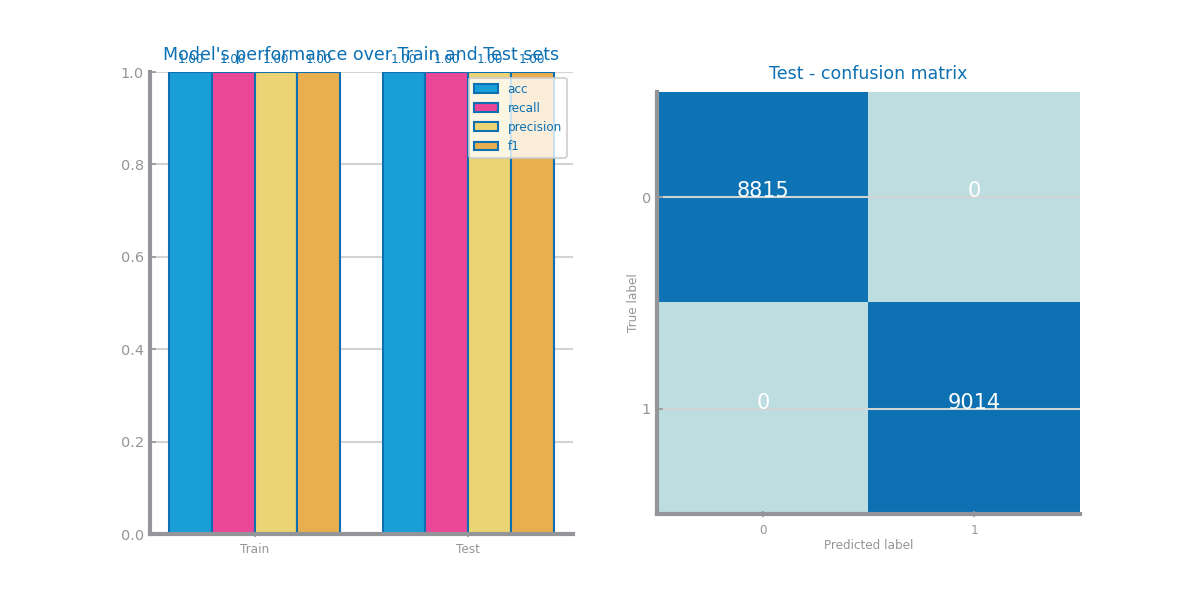 Model's performance over Train and Test sets
1.00 1.00 1.00 1.00 1.00 1.00 1.00 1.00
1.0
0.8
0.6
0.4
0.2
0.0
acc
recall
precision
f1
Train Test
Test - confusion matrix
True label
0
1
8815 0
0 9014
0 1
Predicted label